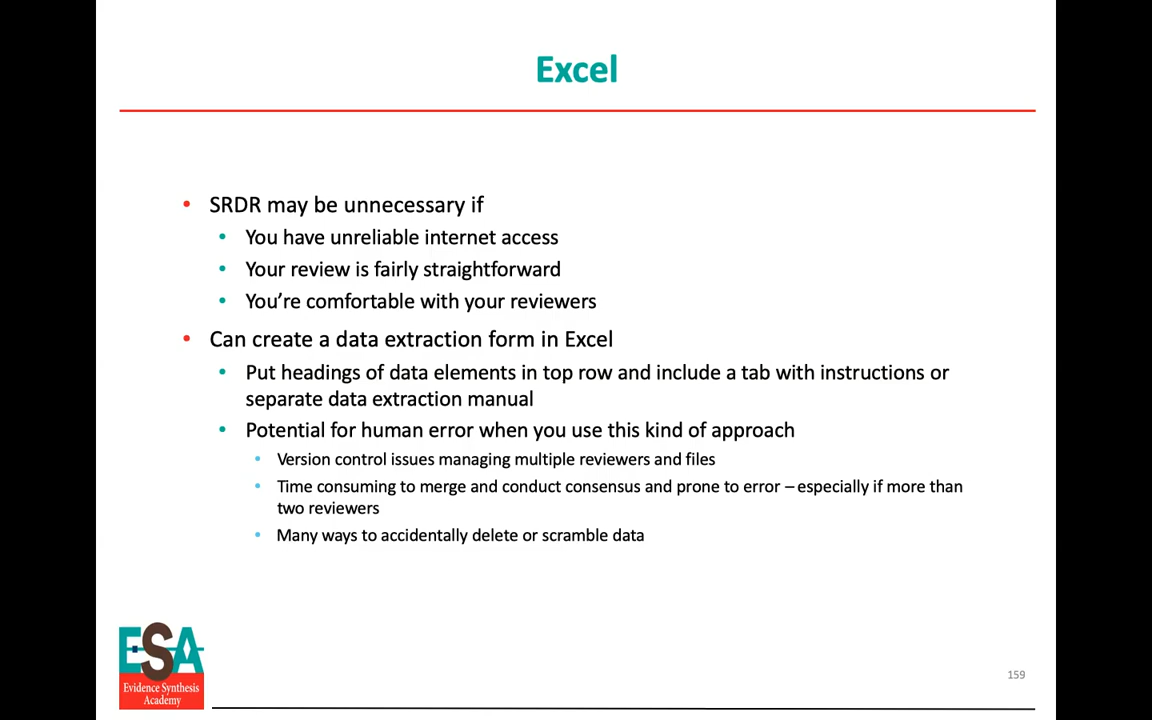 Excel
• SRDR may be unnecessary if
• You have unreliable internet access
• Your review is fairly straightforward
• You’re comfortable with your reviewers
• Can create a data extraction form in Excel
• Put headings of data elements in top row and include a tab with instructions or
separate data extraction manual
• Potential for human error when you use this kind of approach
• Version control issues managing multiple reviewers and files
• Time consuming to merge and conduct consensus and prone to error – especially if more than
two reviewers
• Many ways to accidentally delete or scramble data
ESA
Evidence Synthesis
Academy
159